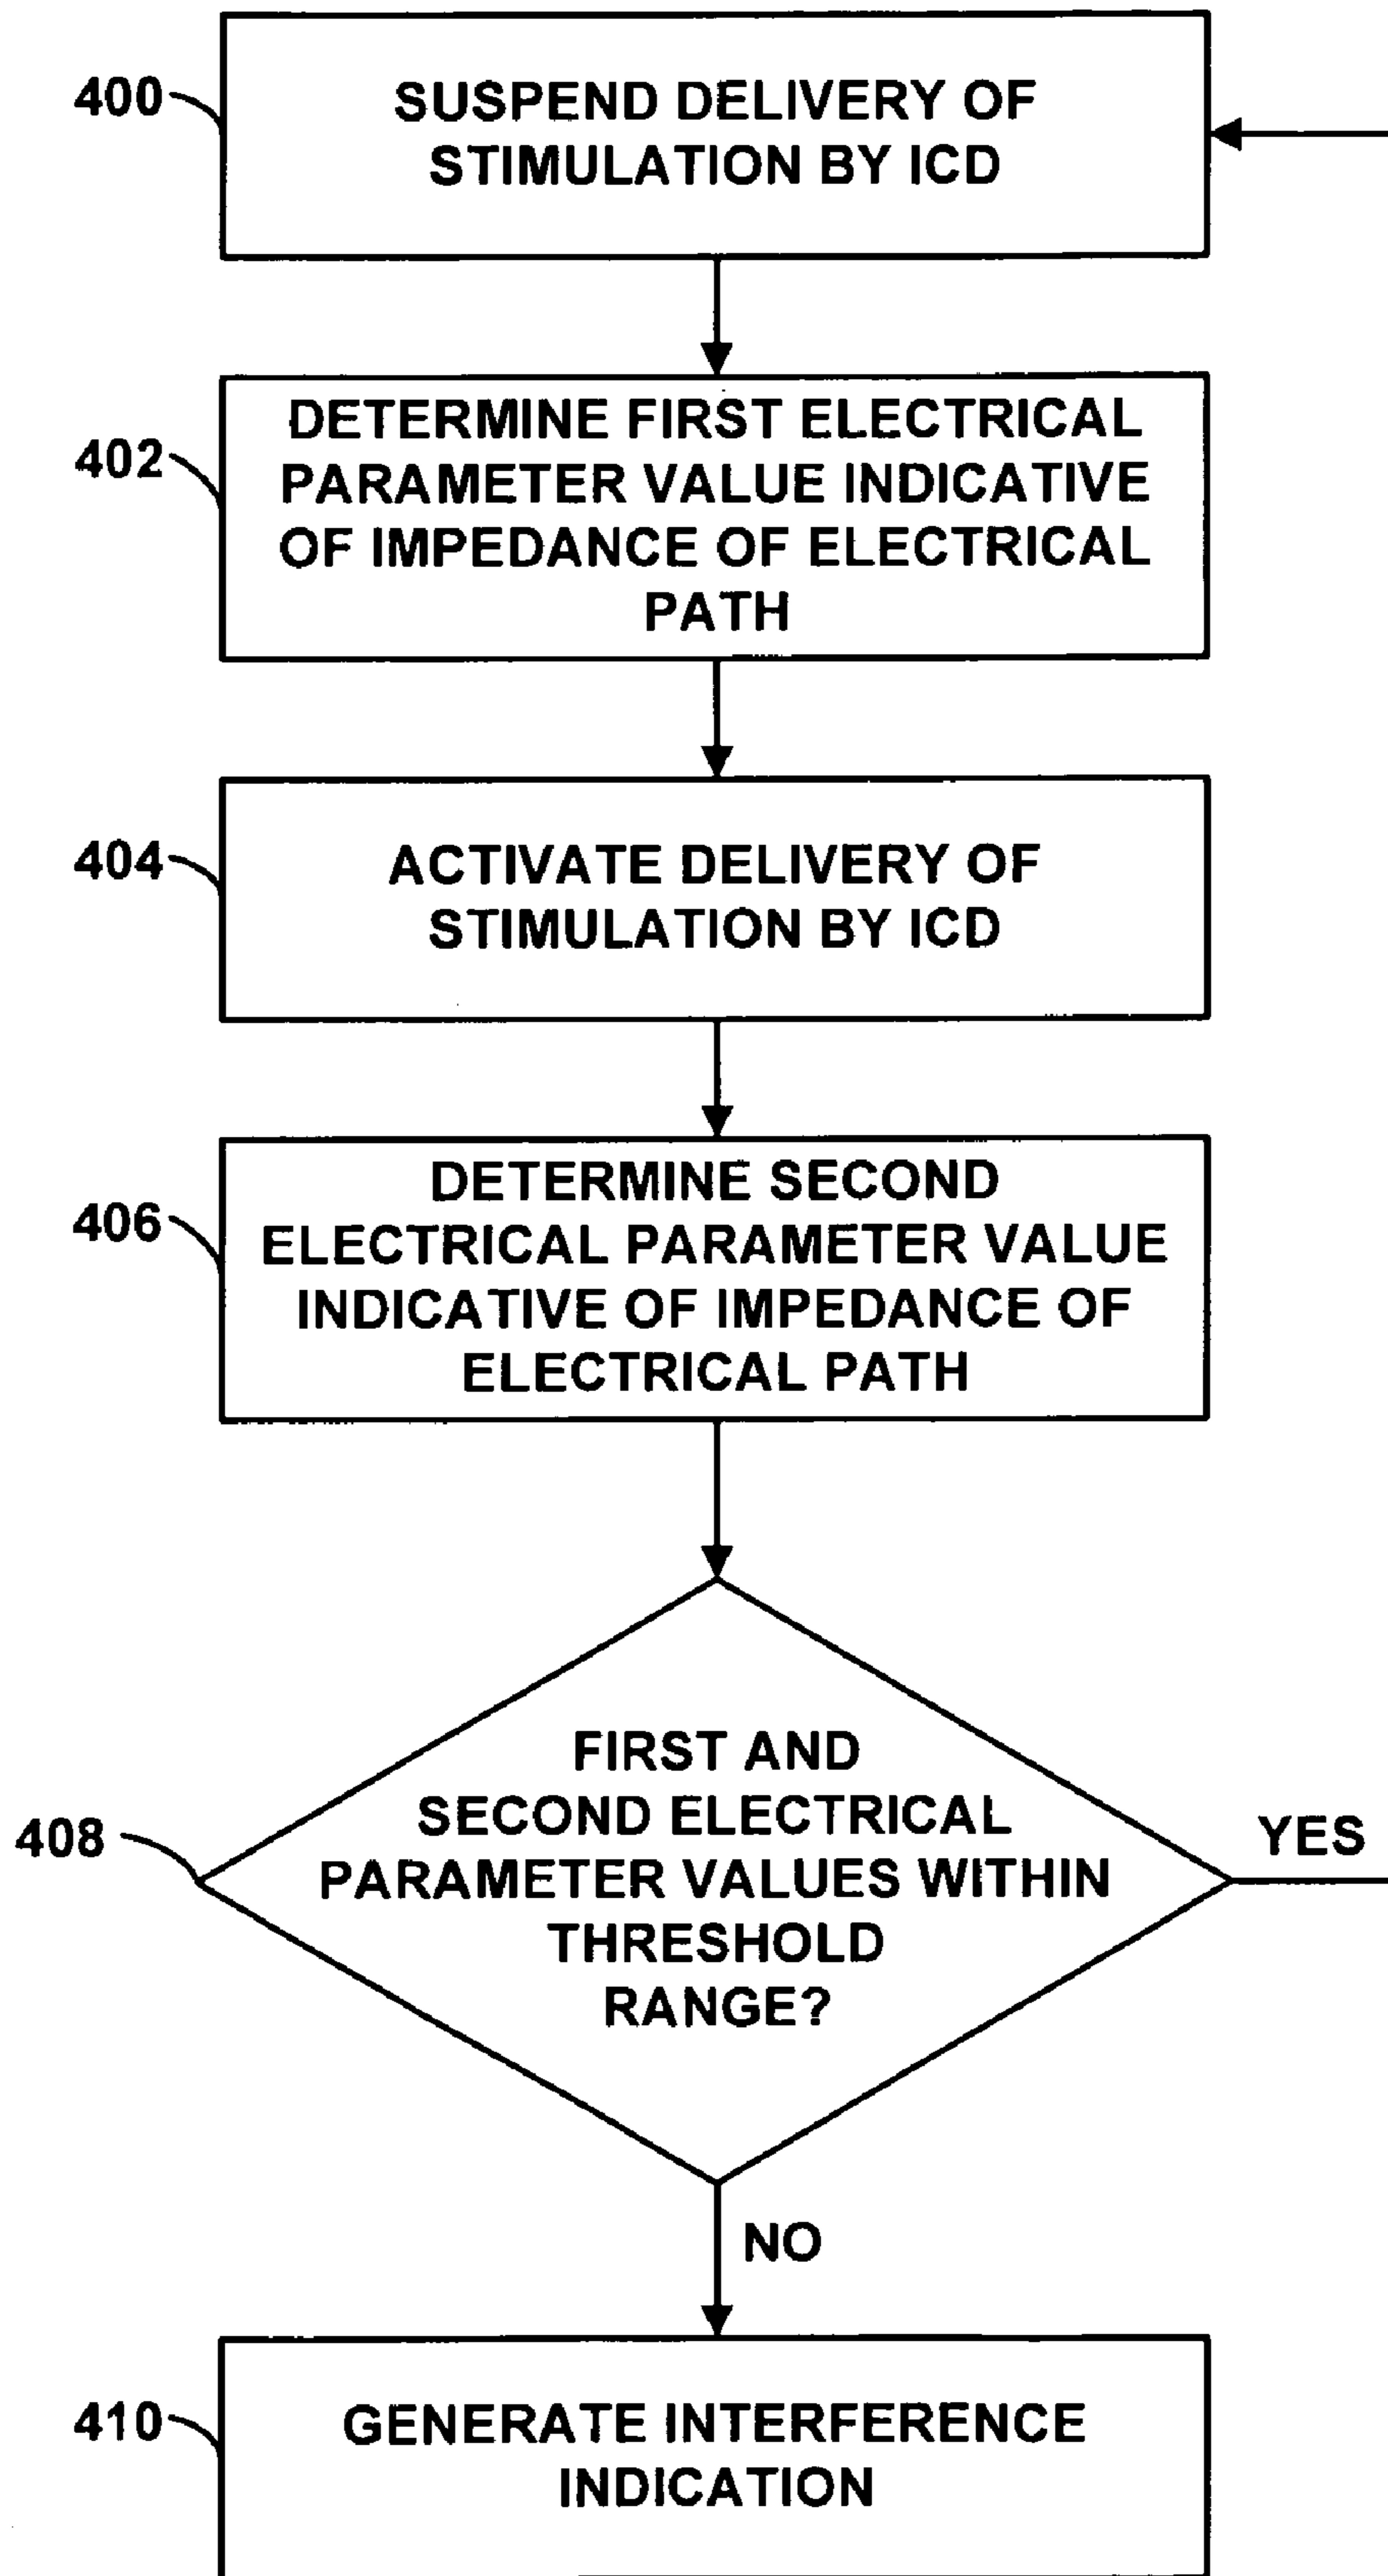 400
SUSPEND DELIVERY OF
STIMULATION BY ICD
402
DETERMINE FIRST ELECTRICAL
PARAMETER VALUE INDICATIVE
OF IMPEDANCE OF ELECTRICAL
PATH
404
ACTIVATE DELIVERY OF
STIMULATION BY ICD
406
DETERMINE SECOND
ELECTRICAL PARAMETER VALUE
INDICATIVE OF IMPEDANCE OF
ELECTRICAL PATH
408
FIRST AND
SECOND ELECTRICAL
PARAMETER VALUES WITHIN
THRESHOLD
RANGE?
YES
NO
410
GENERATE INTERFERENCE
INDICATION